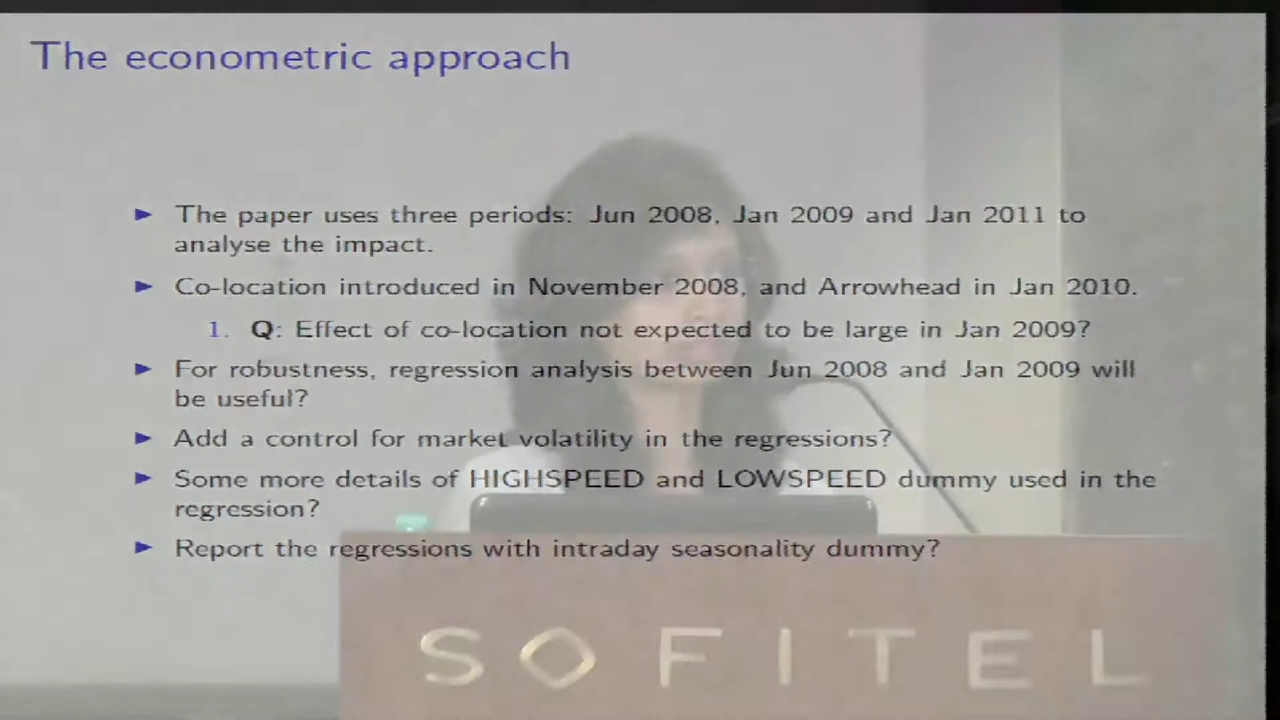 The econometric approach
► The paper uses three periods: Jun 2008, Jan 2009 and Jan 2011 to
analyse the impact.
► Co-location introduced in November 2008, and Arrowhead in Jan 2010.
1. Q: Effect of co-location not expected to be large in Jan 2009?
► For robustness, regression analysis between Jun 2008 and Jan 2009 will
be useful?
► Add a control for market volatility in the regressions?
► Some more details of HIGHSPEED and LOWSPEED dummy used in the
regression?
► Report the regressions with intraday seasonality dummy?
SOFITEL